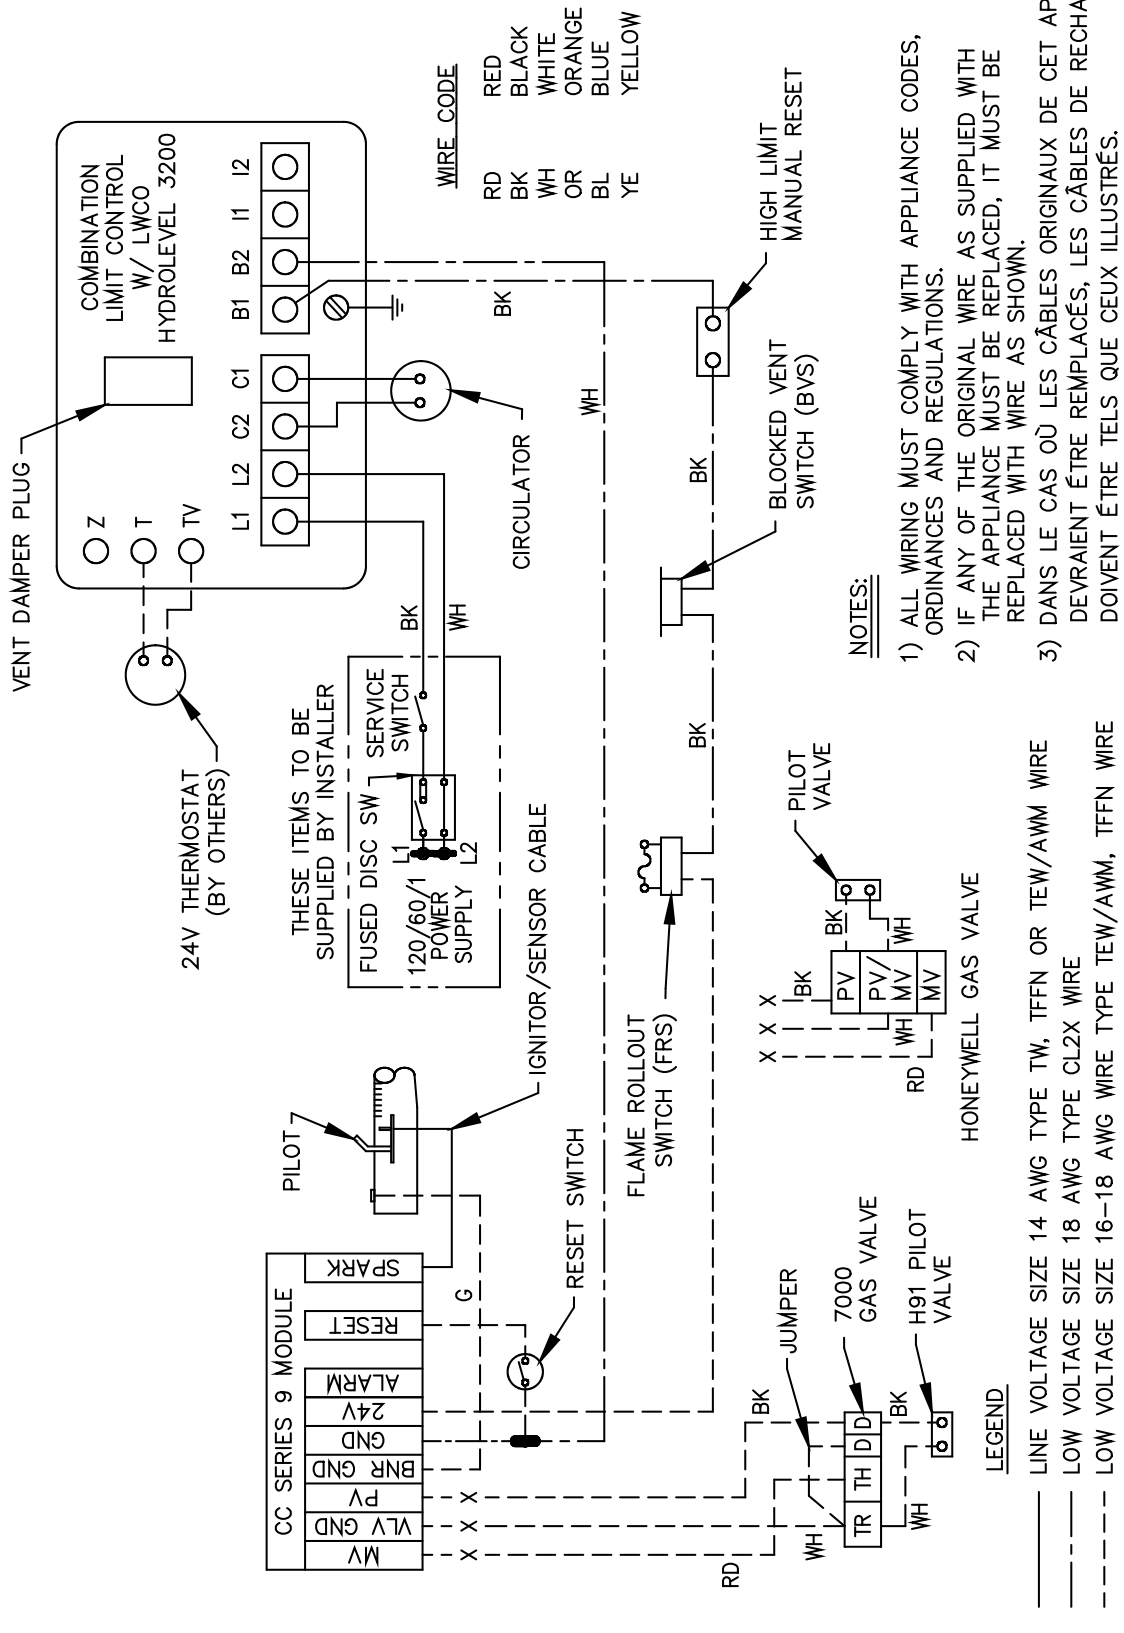 VENT DAMPER PLUG
COMBINATION
LIMIT CONTROL
W/ LWCO
HYDROLEVEL 3200
Z
T
TV
L1
L2
C2
C1
B1
B2
I1
I2
24V THERMOSTAT
(BY OTHERS)
THESE ITEMS TO BE
SUPPLIED BY INSTALLER
FUSED DISC SW
SERVICE
SWITCH
L1
L2
120/60/1
POWER
SUPPLY
BK
WH
CIRCULATOR
BK
WH
WIRE CODE
RD RED
BK BLACK
WH WHITE
OR ORANGE
BL BLUE
YE YELLOW
PILOT
IGNITOR/SENSOR CABLE
CC SERIES 9 MODULE
MV
VLV GND
PV
BNR GND
GND
24V
ALARM
RESET
SPARK
G
RESET SWITCH
FLAME ROLLOUT
SWITCH (FRS)
BK
BLOCKED VENT
SWITCH (BVS)
BK
HIGH LIMIT
MANUAL RESET
X
X
X
RD
WH
BK
JUMPER
TR
TH
D
D
7000
GAS VALVE
H91 PILOT
VALVE
WH
BK
X
X
X
BK
WH
RD
PV
PV/
MV
MV
BK
WH
PILOT
VALVE
HONEYWELL GAS VALVE
LEGEND
LINE VOLTAGE SIZE 14 AWG TYPE TW, TFFN OR TEW/AWM WIRE
LOW VOLTAGE SIZE 18 AWG TYPE CL2X WIRE
LOW VOLTAGE SIZE 16-18 AWG WIRE TYPE TEW/AWM, TFFN WIRE
NOTES:
1) ALL WIRING MUST COMPLY WITH APPLIANCE CODES,
ORDINANCES AND REGULATIONS.
2) IF ANY OF THE ORIGINAL WIRE AS SUPPLIED WITH
THE APPLIANCE MUST BE REPLACED, IT MUST BE
REPLACED WITH WIRE AS SHOWN.
3) DANS LE CAS OÙ LES CÂBLES ORIGINAUX DE CET AP
DEVRAIENT ÉTRE REMPLACÉS, LES CÂBLES DE RECHA
DOIVENT ÉTRE TELS QUE CEUX ILLUSTRÉS.